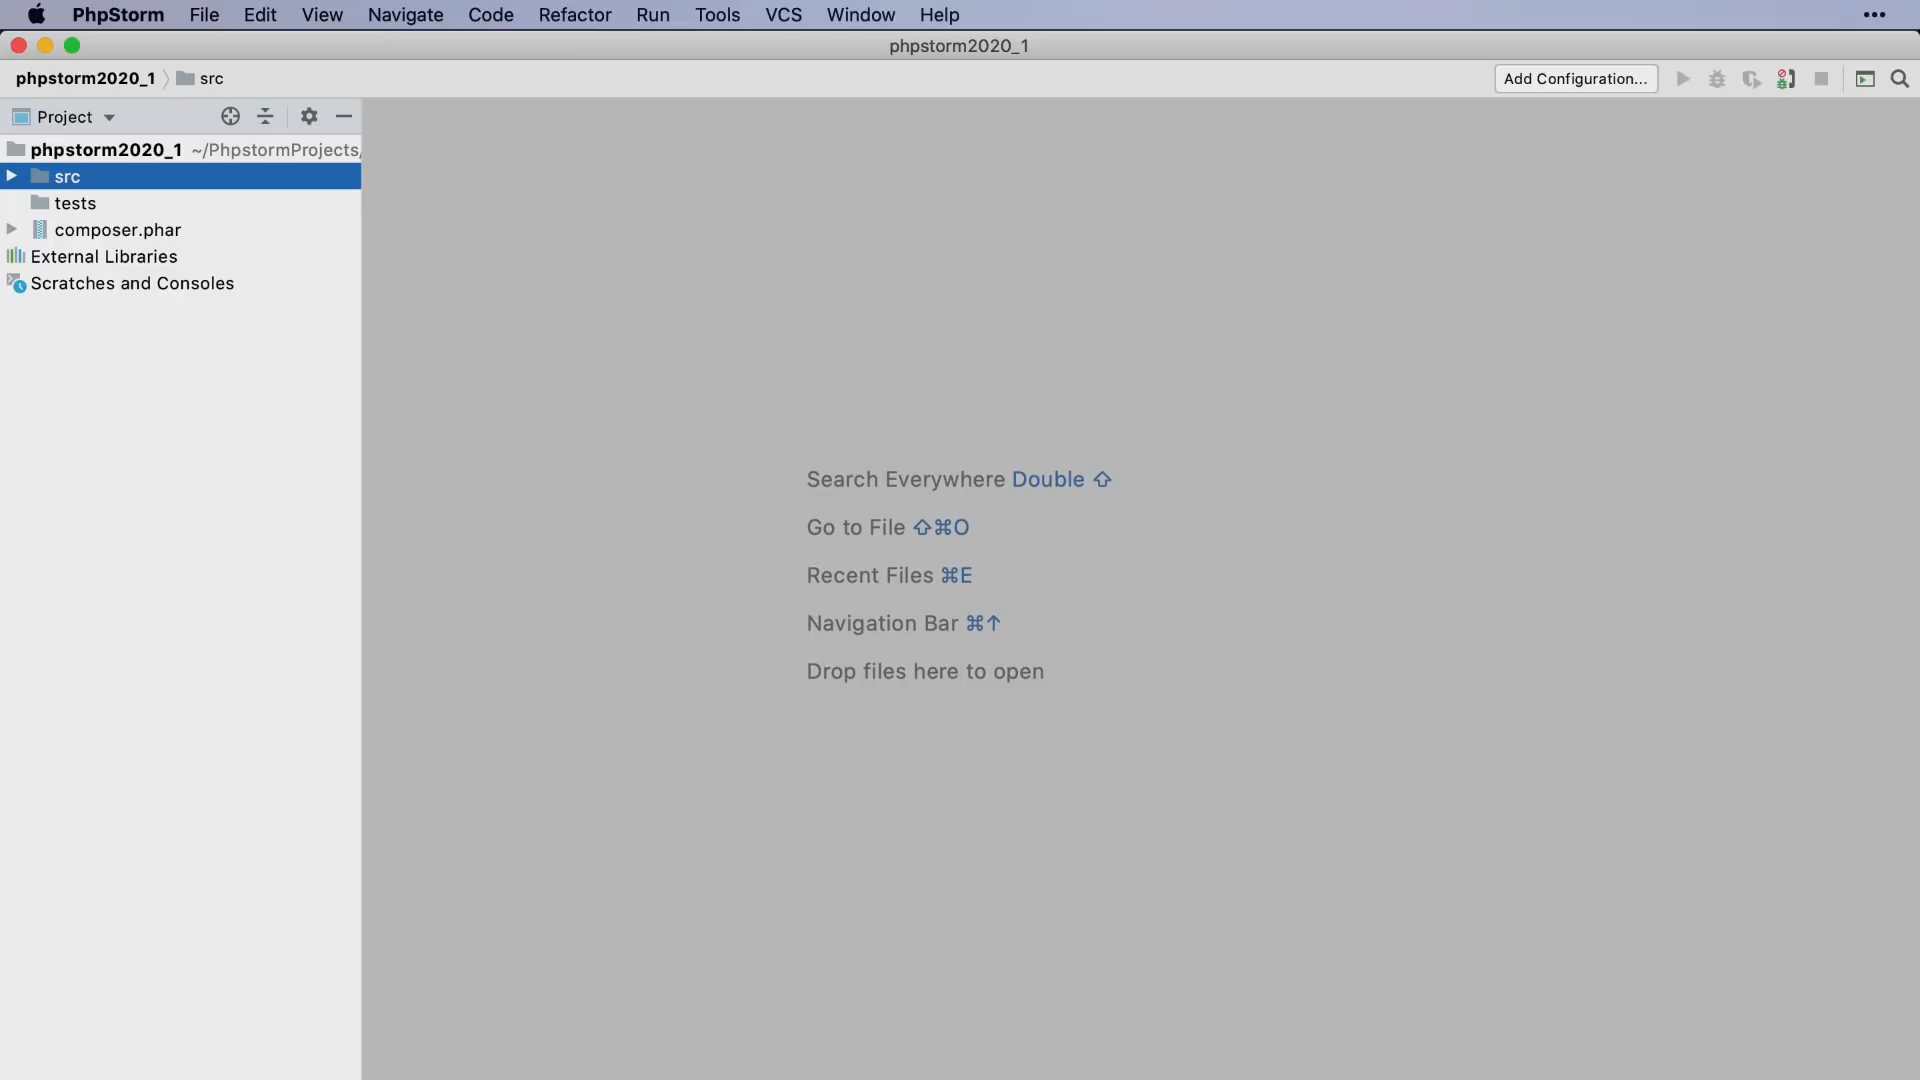 PhpStorm File Edit View Navigate Code Refactor Run Tools VCS Window Help •••
phpstorm2020_1
phpstorm2020_1 src Add Configuration...
Project
phpstorm2020_1 ~/PhpstormProjects/
src
tests
composer.phar
External Libraries
Scratches and Consoles
Search Everywhere Double ⇧
Go to File ⇧⌘O
Recent Files ⌘E
Navigation Bar ⌘↑
Drop files here to open